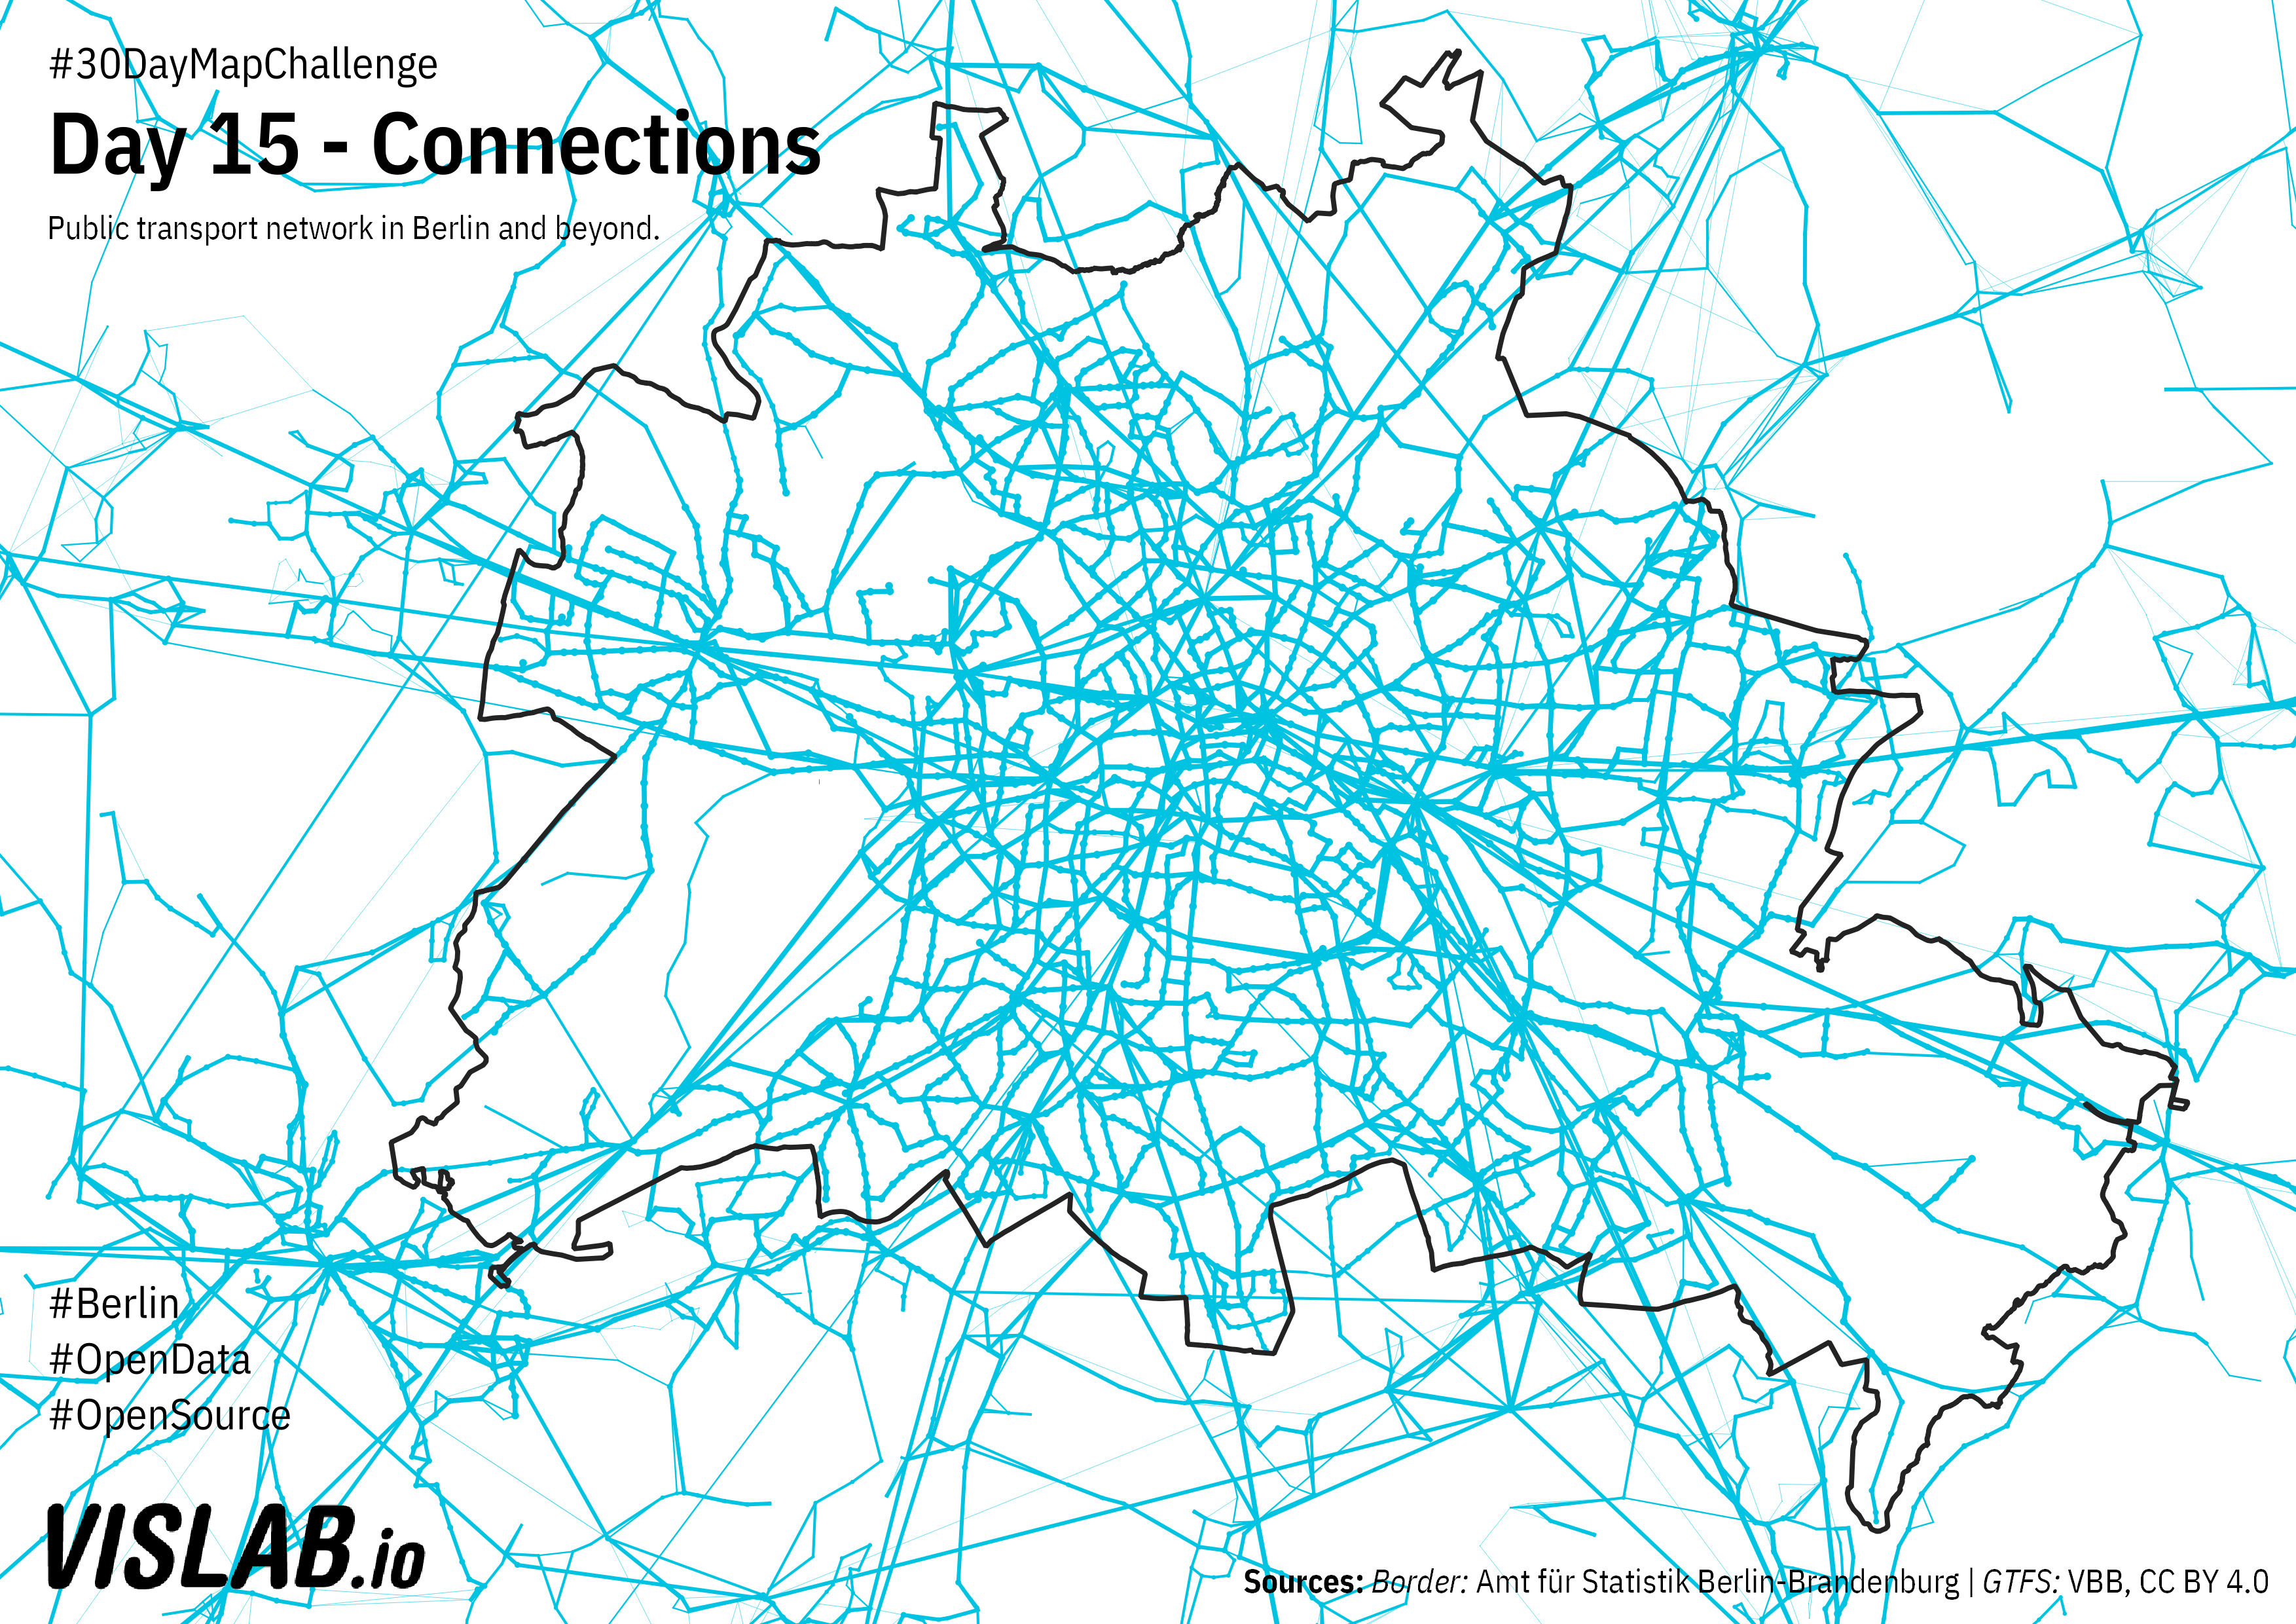 #30DayMapChallenge
Day 15 - Connections
Public transport network in Berlin and beyond.
#Berlin
#OpenData
#OpenSource
VISLAB.io
Sources: Border: Amt für Statistik Berlin-Brandenburg | GTFS: VBB, CC BY 4.0